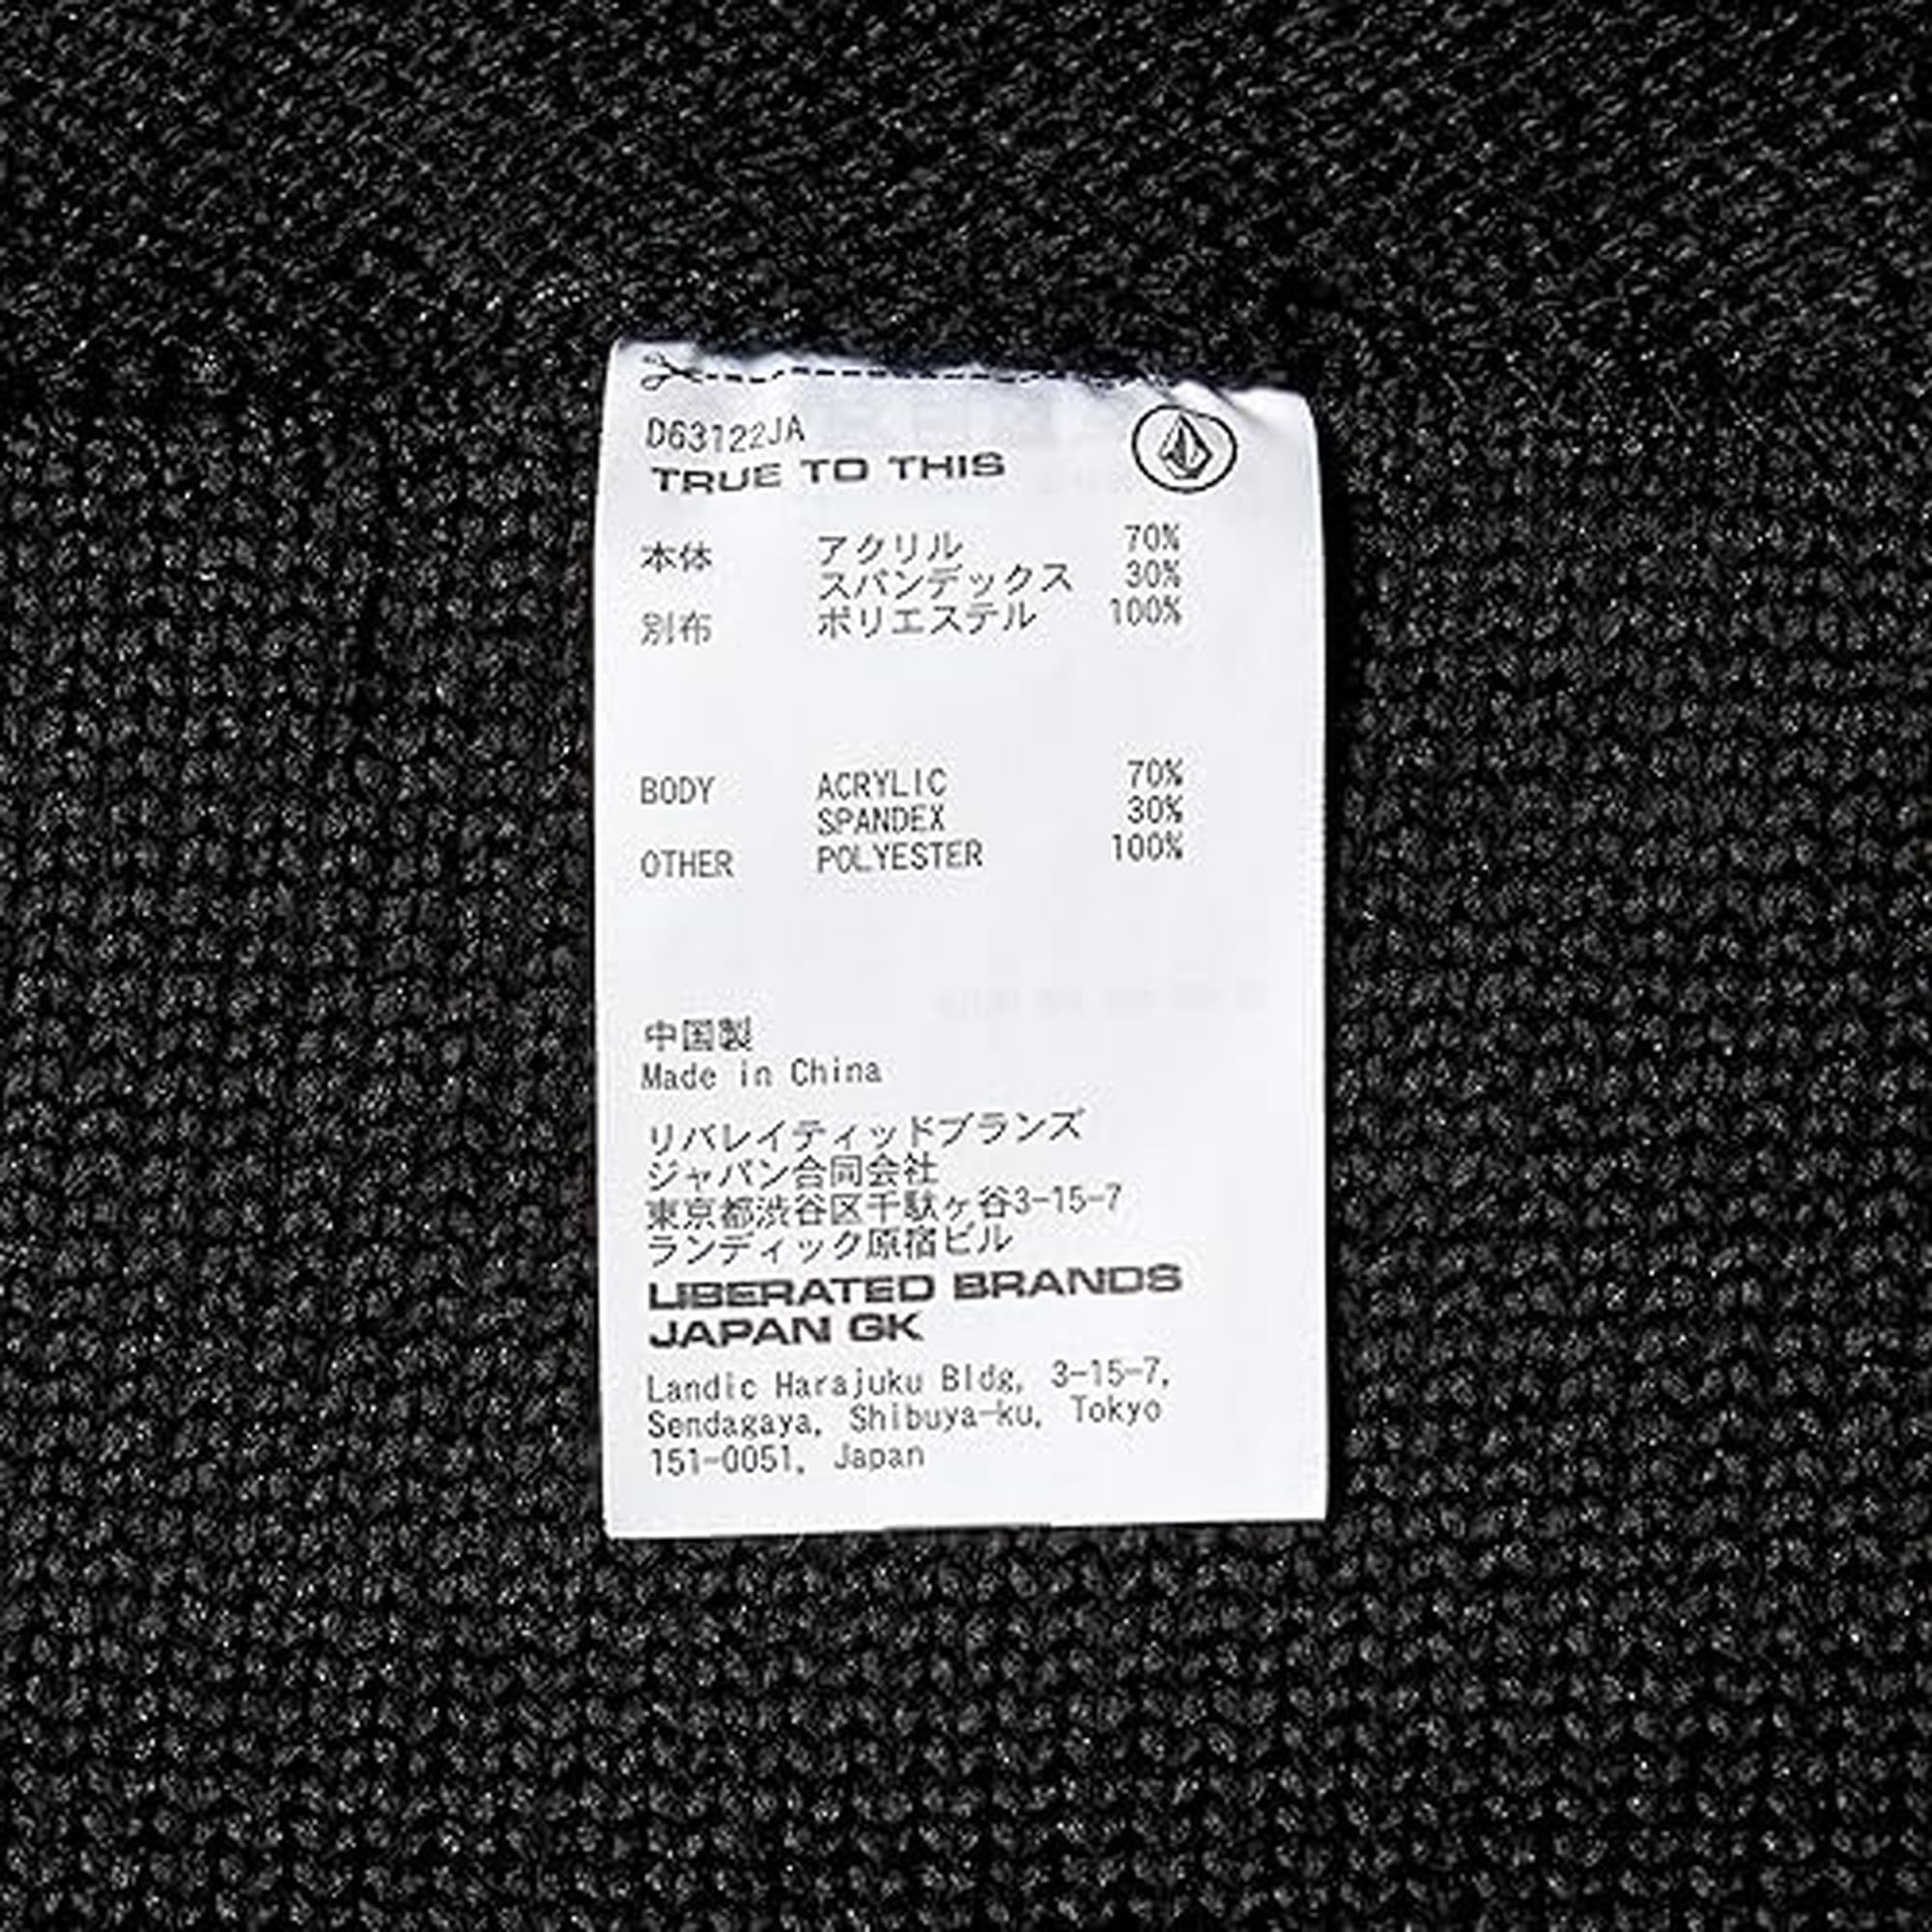 D63122JA
TRUE TO THIS
本体 アクリル 70%
スパンデックス 30%
別布 ポリエステル 100%
BODY ACRYLIC 70%
SPANDEX 30%
OTHER POLYESTER 100%
中国製
Made in China
リバレイティッドブランズ
ジャパン合同会社
東京都渋谷区千駄ヶ谷3-15-7
ランディック原宿ビル
LIBERATED BRANDS
JAPAN GK
Landic Harajuku Bldg, 3-15-7,
Sendagaya, Shibuya-ku, Tokyo
151-0051, Japan